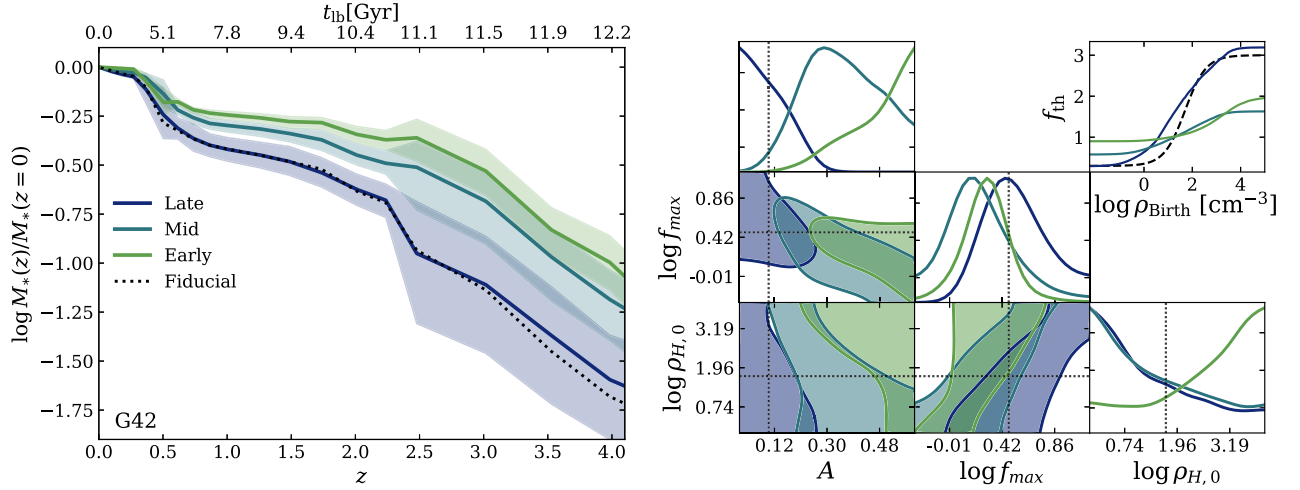 t_lb[Gyr]
0.0 5.1 7.8 9.4 10.4 11.1 11.5 11.9 12.2
log M_*(z)/M_*(z = 0)
0.00
−0.25
−0.50
−0.75
−1.00
−1.25
−1.50
−1.75
Late
Mid
Early
Fiducial
G42
0.0 0.5 1.0 1.5 2.0 2.5 3.0 3.5 4.0
z
f_th
3
2
1
0 2 4
log ρ_Birth [cm⁻³]
log f_max
0.86
0.42
-0.01
log ρ_H,0
3.19
1.96
0.74
0.12 0.30 0.48
-0.01 0.42 0.86
0.74 1.96 3.19
A
log f_max
log ρ_H,0